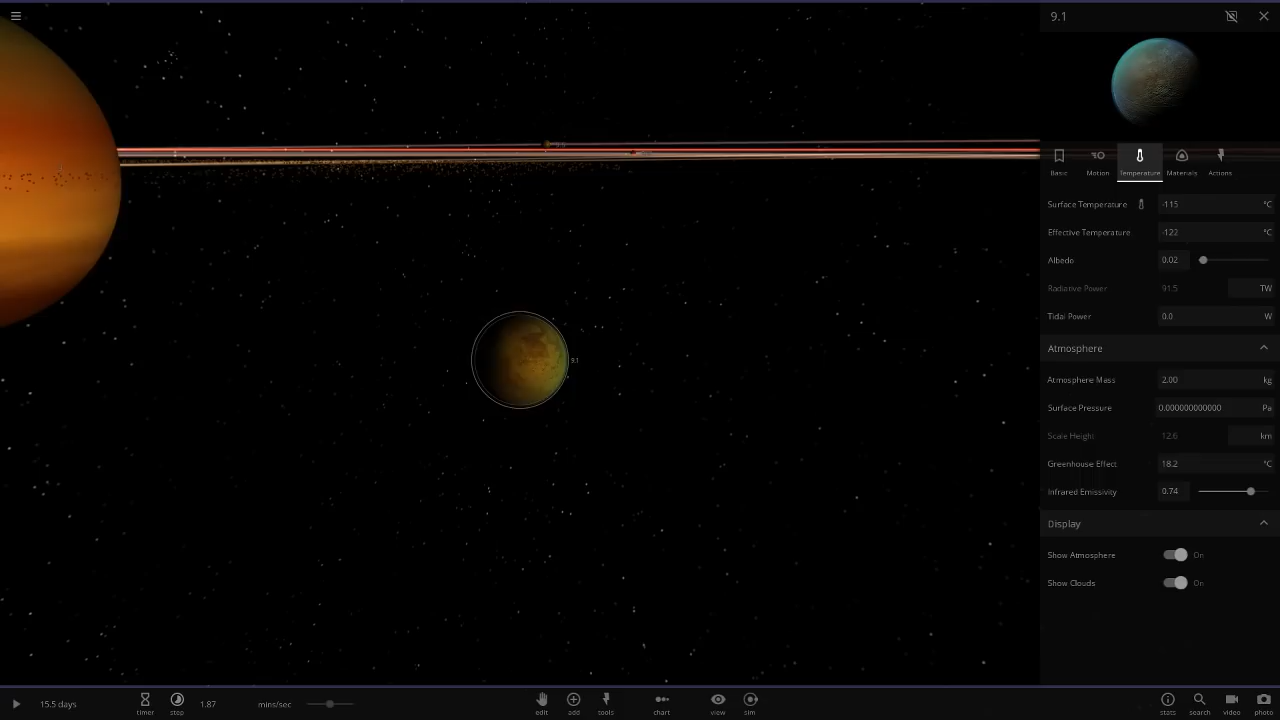 9.1
Basic Motion Temperature Materials Actions
Surface Temperature -115 °C
Effective Temperature -122 °C
Albedo 0.02
Radiative Power 91.5 TW
Tidal Power 0.0 W
Atmosphere
Atmosphere Mass 2.00 kg
Surface Pressure 0.000000000000 Pa
Scale Height 12.6 km
Greenhouse Effect 18.2 °C
Infrared Emissivity 0.74
Display
Show Atmosphere On
Show Clouds On
9.1
15.5 days timer step 1.87 mins/sec edit add tools chart view sim stats search video photo